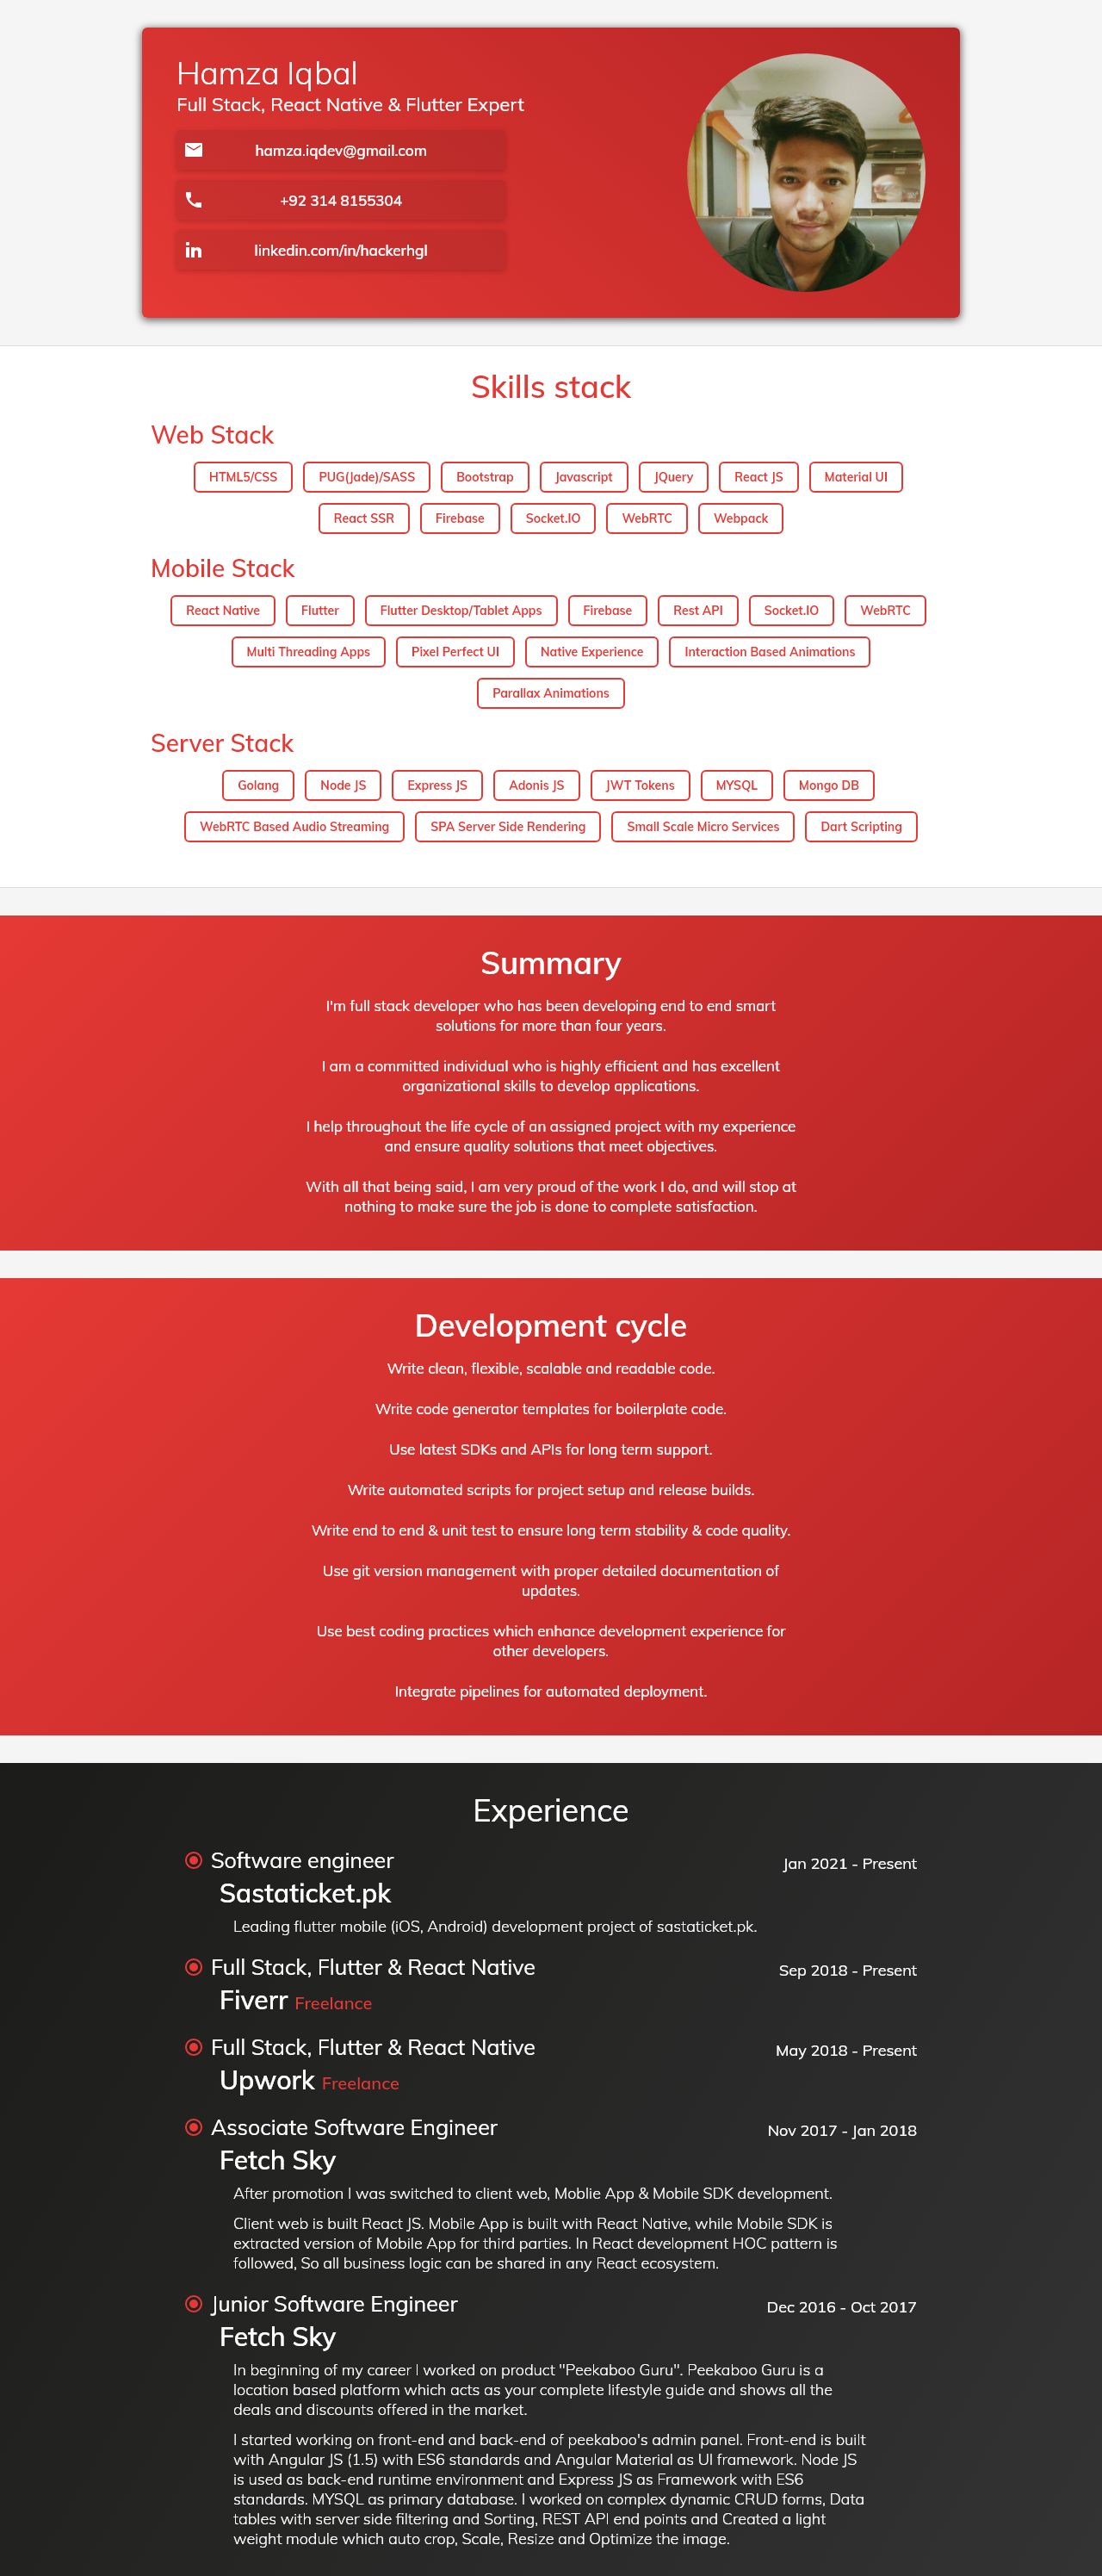 Hamza Iqbal
Full Stack, React Native & Flutter Expert
hamza.iqdev@gmail.com
+92 314 8155304
linkedin.com/in/hackerhgl
Skills stack
Web Stack
HTML5/CSS PUG(Jade)/SASS Bootstrap Javascript JQuery React JS Material UI
React SSR Firebase Socket.IO WebRTC Webpack
Mobile Stack
React Native Flutter Flutter Desktop/Tablet Apps Firebase Rest API Socket.IO WebRTC
Multi Threading Apps Pixel Perfect UI Native Experience Interaction Based Animations
Parallax Animations
Server Stack
Golang Node JS Express JS Adonis JS JWT Tokens MYSQL Mongo DB
WebRTC Based Audio Streaming SPA Server Side Rendering Small Scale Micro Services Dart Scripting
Summary
I'm full stack developer who has been developing end to end smart
solutions for more than four years.
I am a committed individual who is highly efficient and has excellent
organizational skills to develop applications.
I help throughout the life cycle of an assigned project with my experience
and ensure quality solutions that meet objectives.
With all that being said, I am very proud of the work I do, and will stop at
nothing to make sure the job is done to complete satisfaction.
Development cycle
Write clean, flexible, scalable and readable code.
Write code generator templates for boilerplate code.
Use latest SDKs and APIs for long term support.
Write automated scripts for project setup and release builds.
Write end to end & unit test to ensure long term stability & code quality.
Use git version management with proper detailed documentation of
updates.
Use best coding practices which enhance development experience for
other developers.
Integrate pipelines for automated deployment.
Experience
Software engineer Jan 2021 - Present
Sastaticket.pk
Leading flutter mobile (iOS, Android) development project of sastaticket.pk.
Full Stack, Flutter & React Native Sep 2018 - Present
Fiverr Freelance
Full Stack, Flutter & React Native May 2018 - Present
Upwork Freelance
Associate Software Engineer Nov 2017 - Jan 2018
Fetch Sky
After promotion I was switched to client web, Moblie App & Mobile SDK development.
Client web is built React JS. Mobile App is built with React Native, while Mobile SDK is
extracted version of Mobile App for third parties. In React development HOC pattern is
followed, So all business logic can be shared in any React ecosystem.
Junior Software Engineer Dec 2016 - Oct 2017
Fetch Sky
In beginning of my career I worked on product "Peekaboo Guru". Peekaboo Guru is a
location based platform which acts as your complete lifestyle guide and shows all the
deals and discounts offered in the market.
I started working on front-end and back-end of peekaboo's admin panel. Front-end is built
with Angular JS (1.5) with ES6 standards and Angular Material as UI framework. Node JS
is used as back-end runtime environment and Express JS as Framework with ES6
standards. MYSQL as primary database. I worked on complex dynamic CRUD forms, Data
tables with server side filtering and Sorting, REST API end points and Created a light
weight module which auto crop, Scale, Resize and Optimize the image.